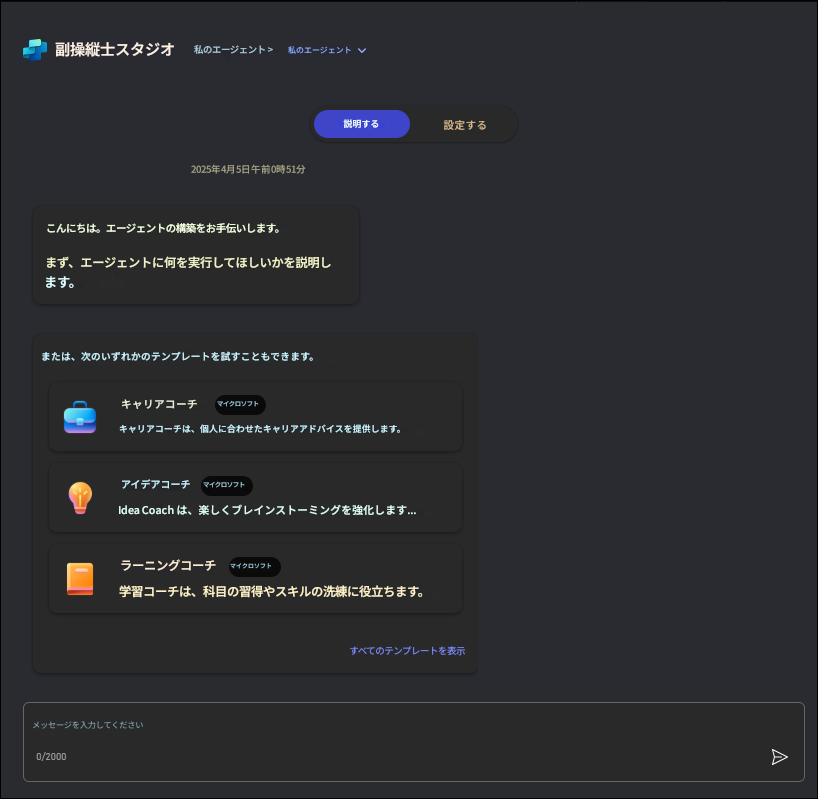 副操縦士スタジオ
私のエージェント >
私のエージェント
説明する
設定する
2025年4月5日午前0時51分
こんにちは。エージェントの構築をお手伝いします。
まず、エージェントに何を実行してほしいかを説明し
ます。
または、次のいずれかのテンプレートを試すこともできます。
キャリアコーチ
マイクロソフト
キャリアコーチは、個人に合わせたキャリアアドバイスを提供します。
アイデアコーチ
マイクロソフト
Idea Coach は、楽しくブレインストーミングを強化します...
ラーニングコーチ
マイクロソフト
学習コーチは、科目の習得やスキルの洗練に役立ちます。
すべてのテンプレートを表示
メッセージを入力してください
0/2000